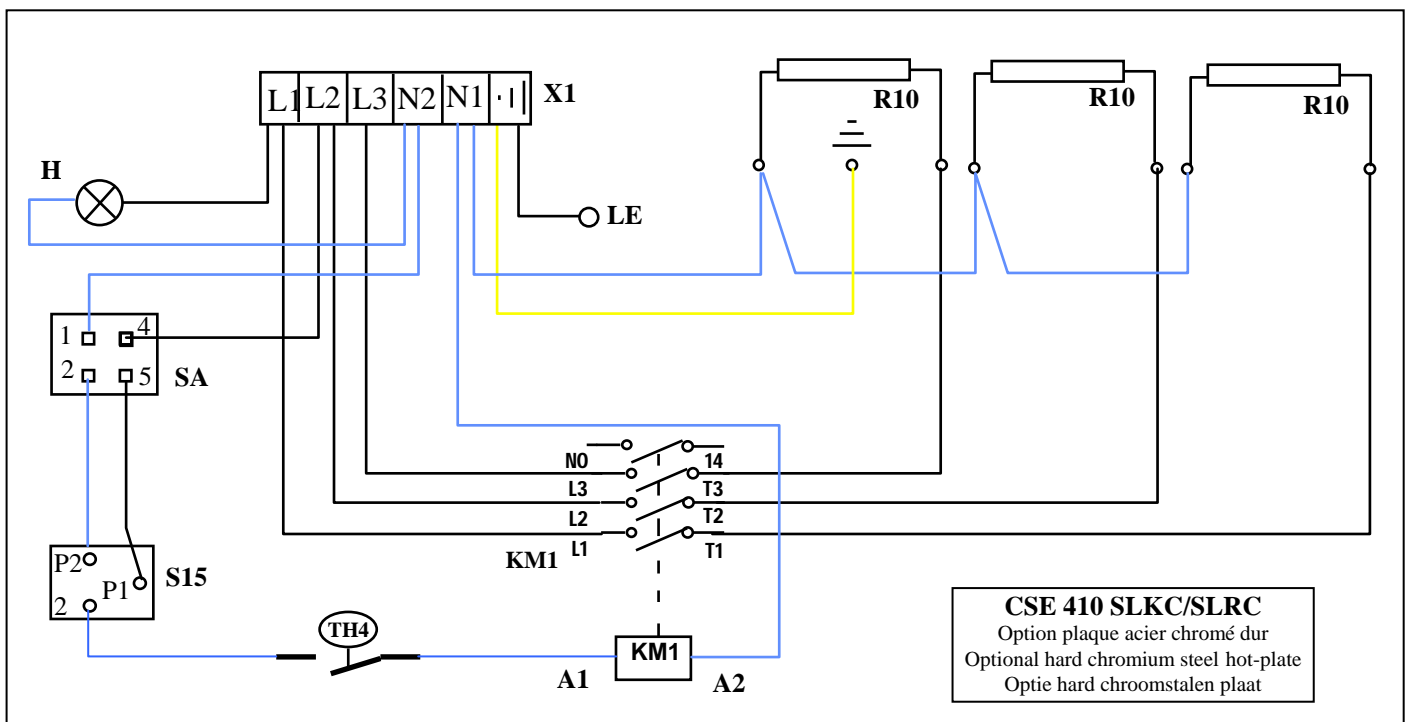 L1 L2 L3 N2 N1 X1
R10
R10
R10
H
LE
1 4
2 5
SA
NO 14
L3 T3
L2 T2
L1 T1
KM1
P2
P1
2
S15
TH4
KM1
A1
A2
CSE 410 SLKC/SLRC
Option plaque acier chromé dur
Optional hard chromium steel hot-plate
Optie hard chroomstalen plaat